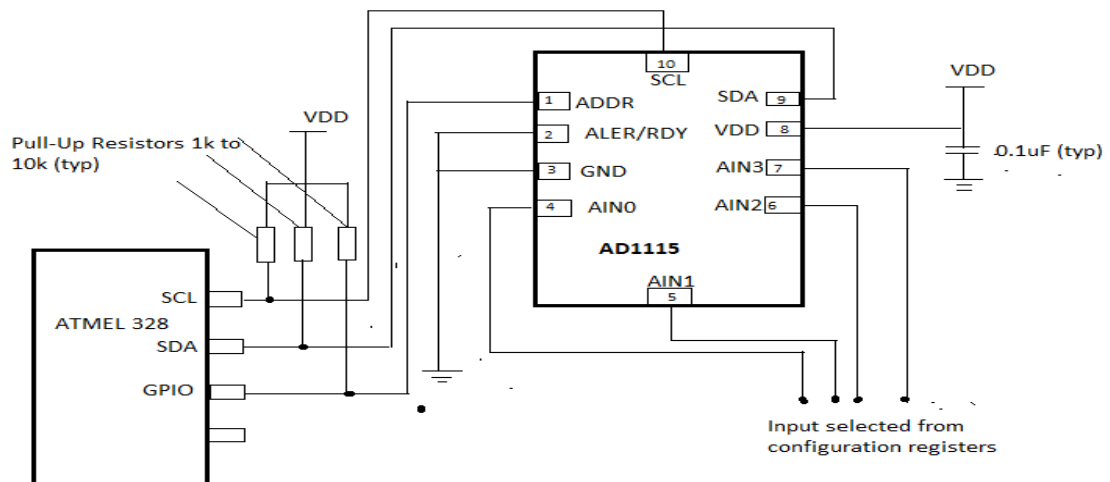 VDD
Pull-Up Resistors 1k to
10k (typ)
SCL
ATMEL 328
SDA
GPIO
10
SCL
1 ADDR
SDA 9
2 ALER/RDY
VDD 8
3 GND
AIN3 7
4 AIN0
AIN2 6
AD1115
AIN1
5
VDD
0.1uF (typ)
Input selected from
configuration registers